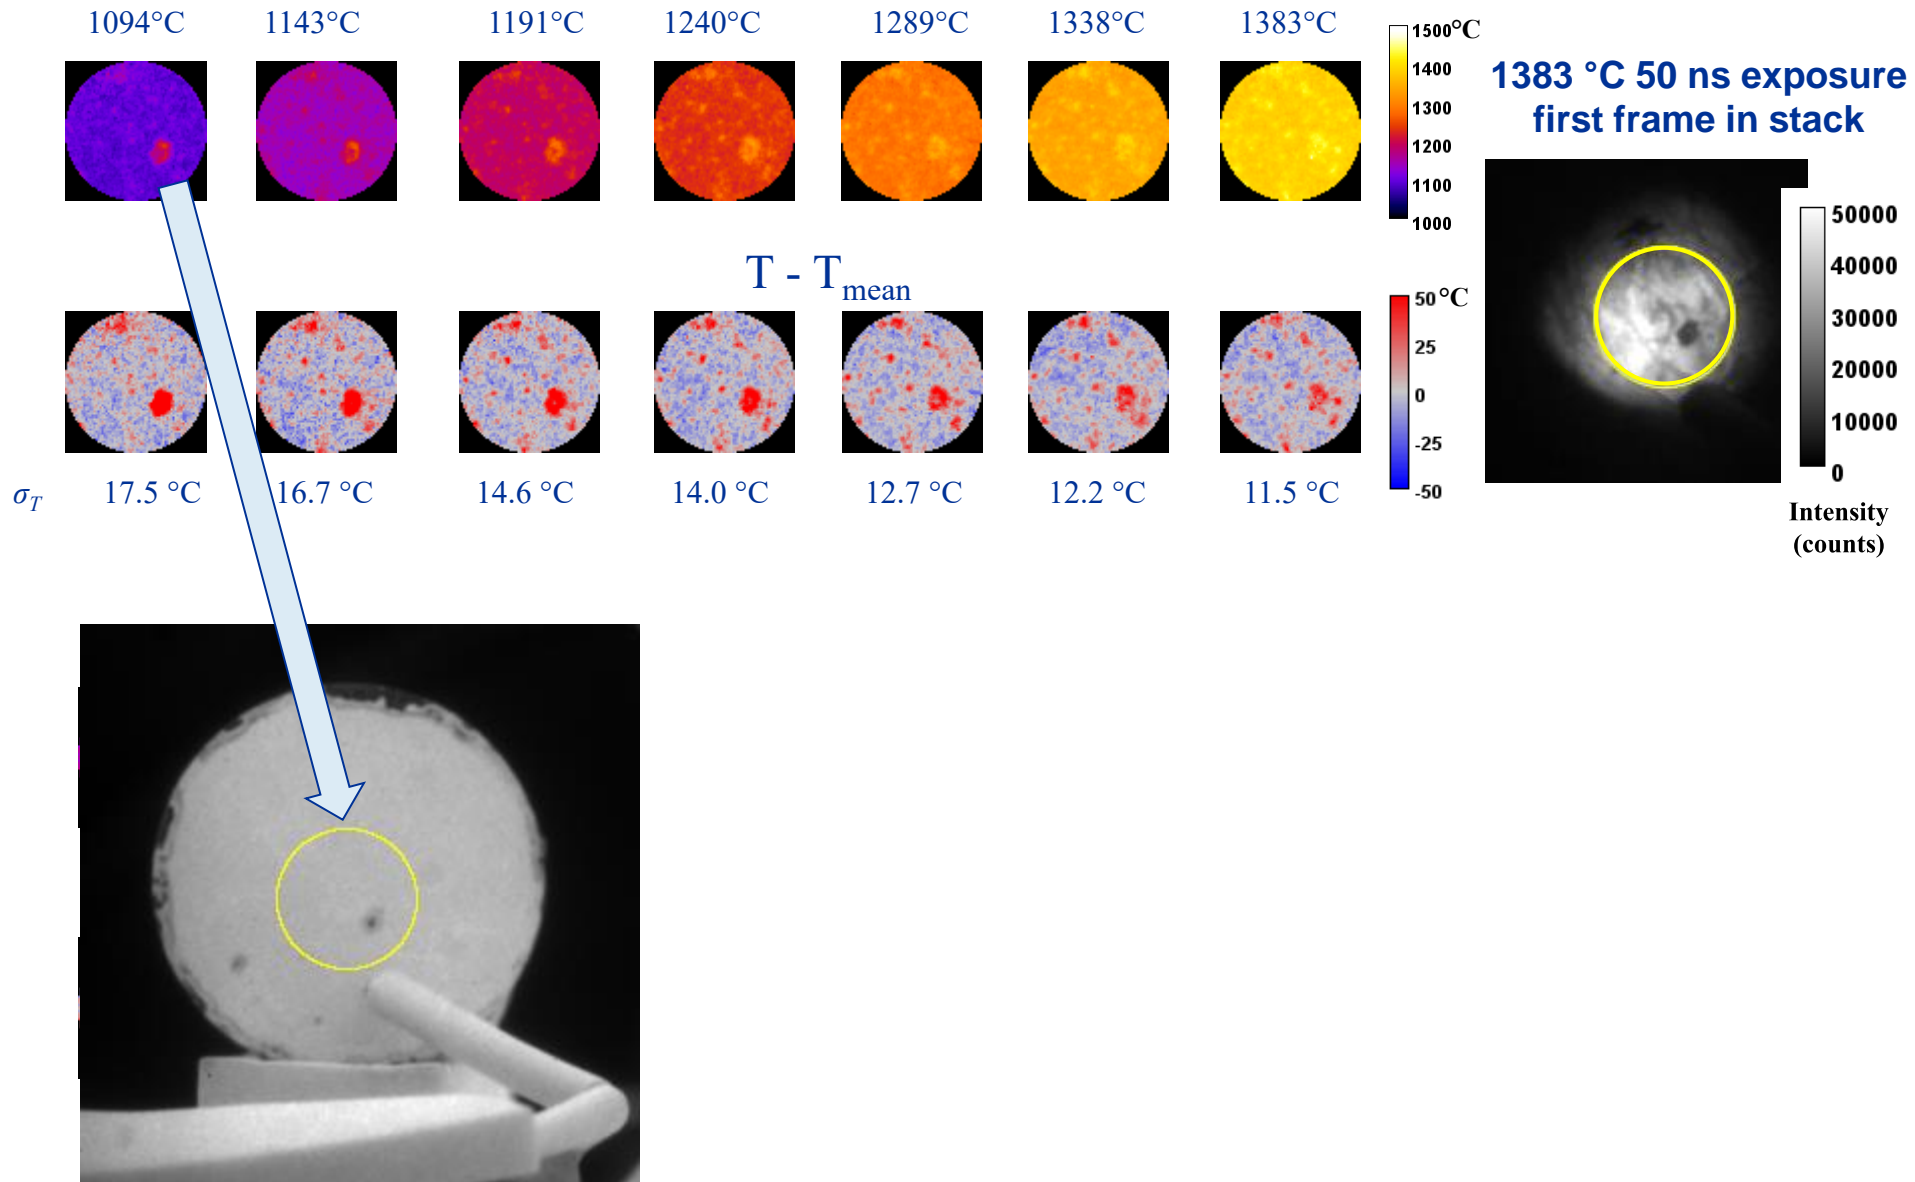 1094°C 1143°C 1191°C 1240°C 1289°C 1338°C 1383°C
1500°C
1400
1300
1200
1100
1000
1383 °C 50 ns exposure
first frame in stack
T - Tmean
50 °C
25
0
-25
-50
50000
40000
30000
20000
10000
0
Intensity
(counts)
σT 17.5 °C 16.7 °C 14.6 °C 14.0 °C 12.7 °C 12.2 °C 11.5 °C